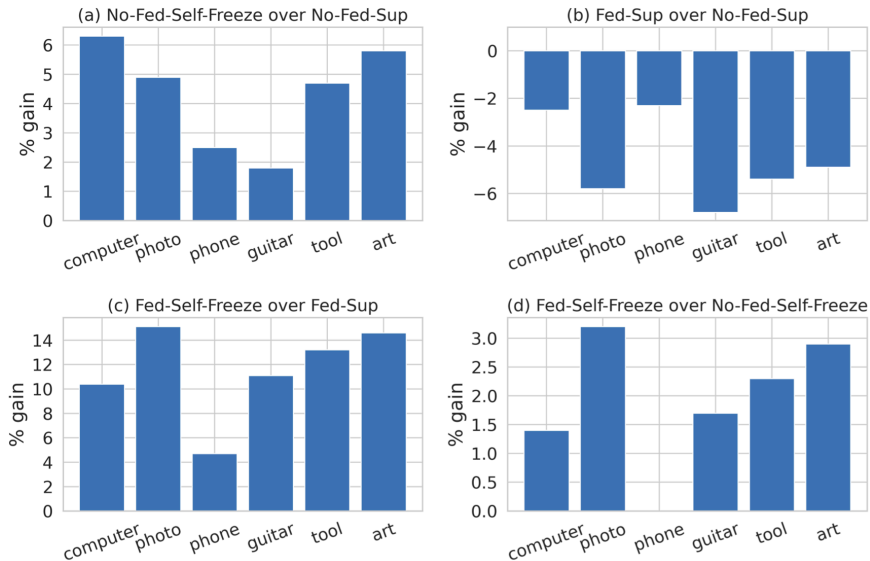 (a) No-Fed-Self-Freeze over No-Fed-Sup
% gain
6
5
4
3
2
1
0
computer photo phone guitar tool art
(b) Fed-Sup over No-Fed-Sup
% gain
0
−2
−4
−6
computer photo phone guitar tool art
(c) Fed-Self-Freeze over Fed-Sup
% gain
14
12
10
8
6
4
2
0
computer photo phone guitar tool art
(d) Fed-Self-Freeze over No-Fed-Self-Freeze
% gain
3.0
2.5
2.0
1.5
1.0
0.5
0.0
computer photo phone guitar tool art